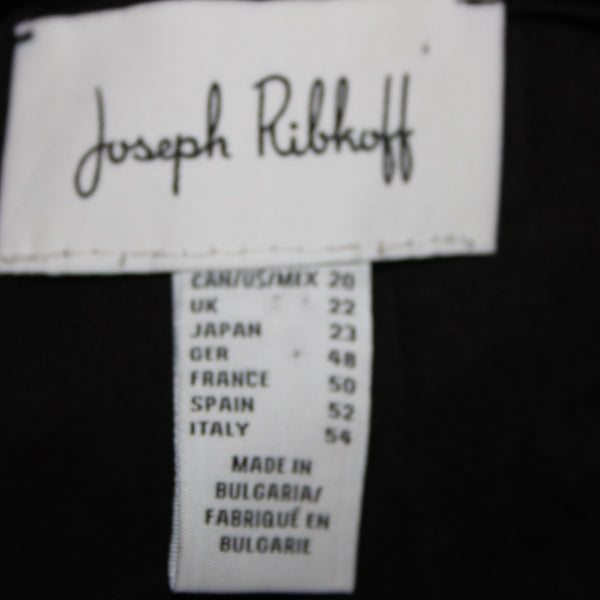 Joseph Ribkoff
CAN/US/MEX 20
UK 22
JAPAN 23
GER 48
FRANCE 50
SPAIN 52
ITALY 54
MADE IN
BULGARIA/
FABRIQUÉ EN
BULGARIE